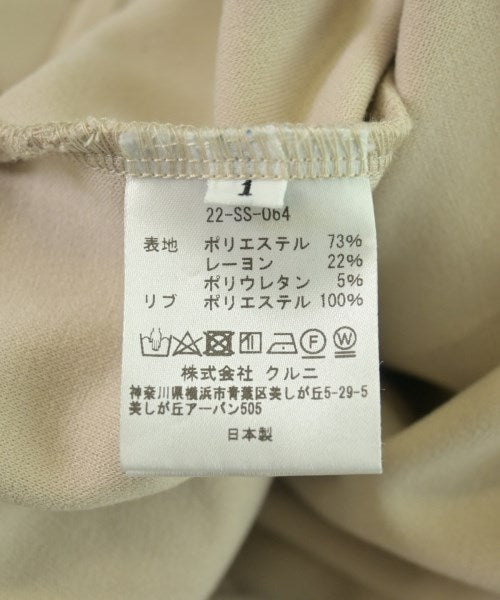 1
22-SS-064
表地 ポリエステル 73%
レーヨン 22%
ポリウレタン 5%
リブ ポリエステル 100%
F W
株式会社 クルニ
神奈川県横浜市青葉区美しが丘5-29-5
美しが丘アーバン505
日本製